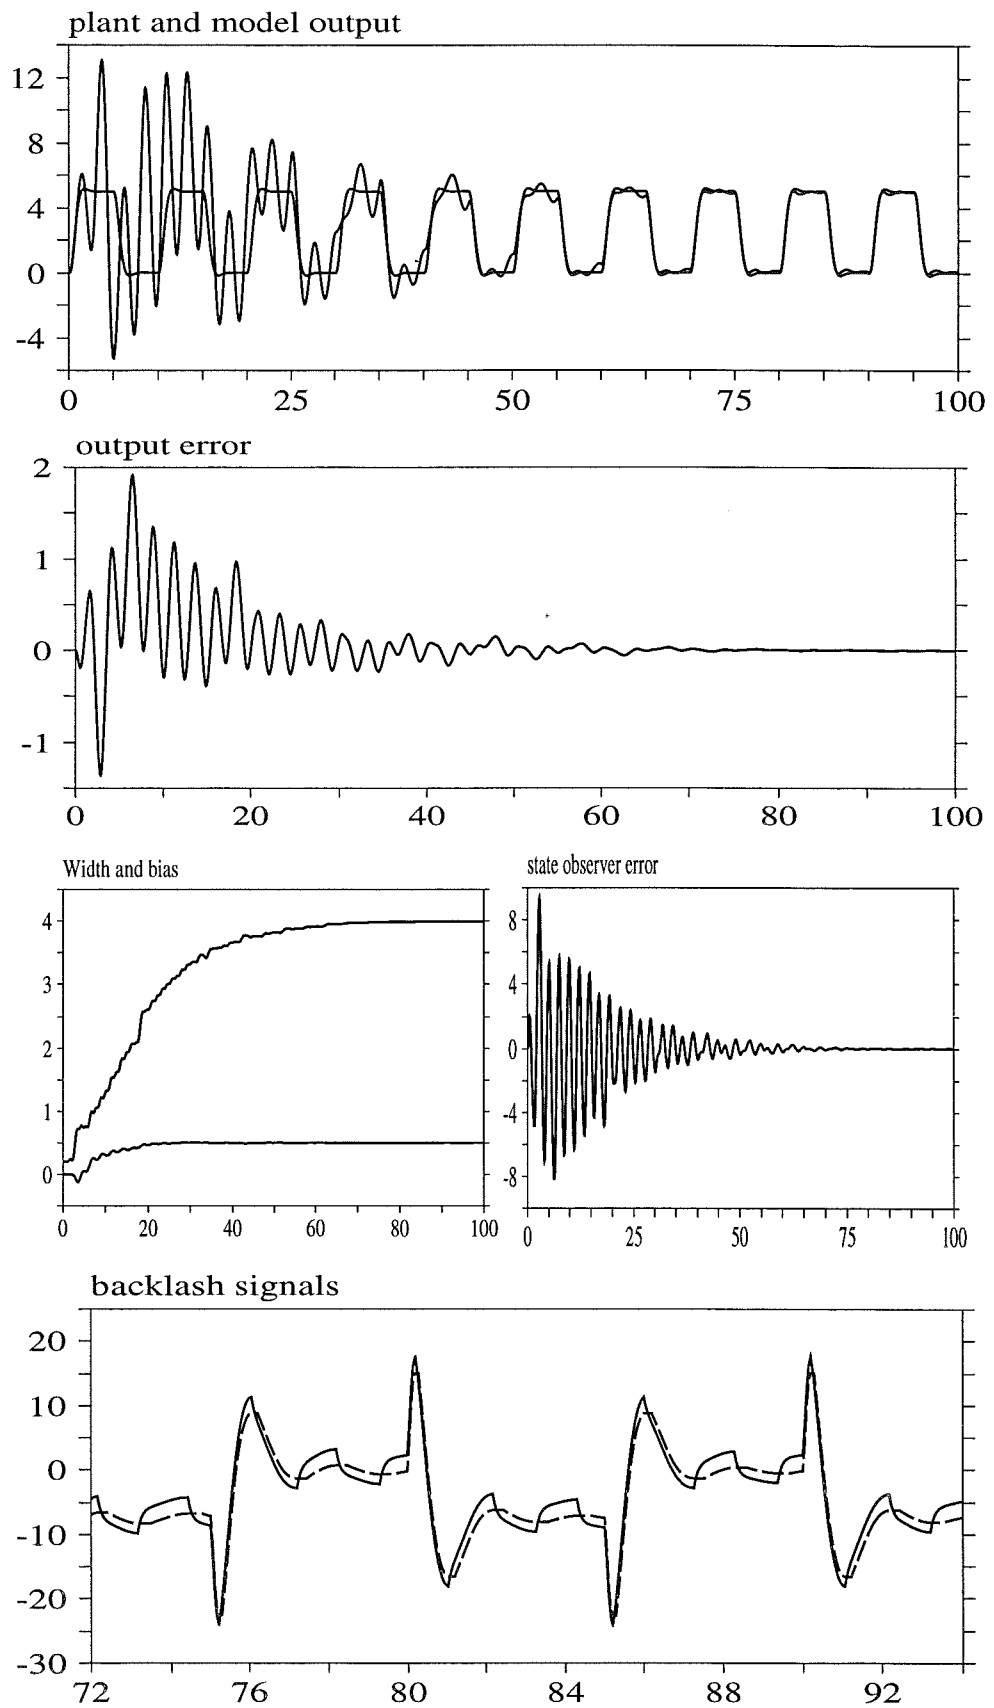 plant and model output
12
8
4
0
-4
0 25 50 75 100
output error
2
1
0
-1
0 20 40 60 80 100
Width and bias
4
3
2
1
0
0 20 40 60 80 100
state observer error
8
4
0
-4
-8
0 25 50 75 100
backlash signals
20
10
0
-10
-20
-30
72 76 80 84 88 92